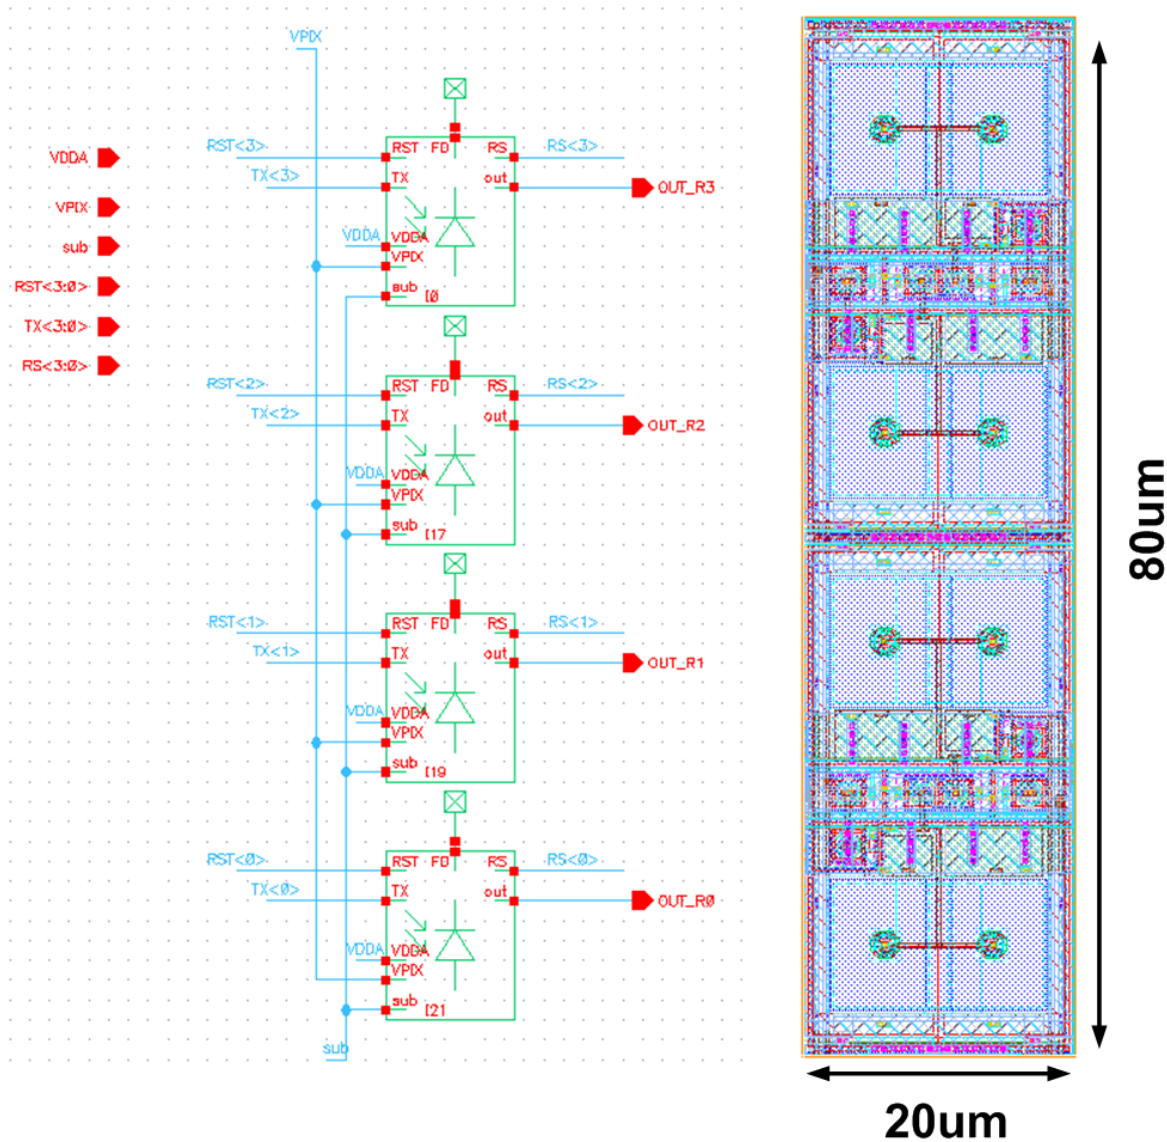 VPIX
VDDA
VPIX
sub
RST<3:0>
TX<3:0>
RS<3:0>
RST<3> RST FD RS RS<3>
TX<3> TX out OUT_R3
VDDA VDDA
VPIX
sub I0
RST<2> RST FD RS RS<2>
TX<2> TX out OUT_R2
VDDA VDDA
VPIX
sub I17
RST<1> RST FD RS RS<1>
TX<1> TX out OUT_R1
VDDA VDDA
VPIX
sub I19
RST<0> RST FD RS RS<0>
TX<0> TX out OUT_R0
VDDA VDDA
VPIX
sub I21
sub
80um
20um